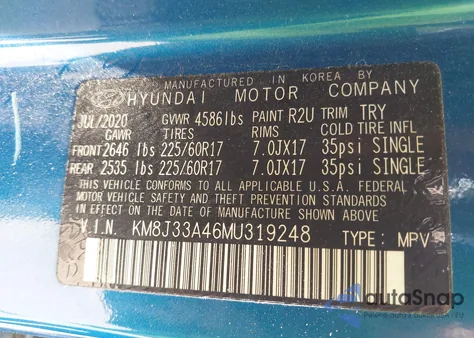 MANUFACTURED IN KOREA BY
HYUNDAI MOTOR COMPANY
JUL/2020 GVWR 4586lbs PAINT R2U TRIM TRY
GAWR TIRES RIMS COLD TIRE INFL
FRONT 2646 lbs 225/60R17 7.0JX17 35psi SINGLE
REAR 2535 lbs 225/60R17 7.0JX17 35psi SINGLE
THIS VEHICLE CONFORMS TO ALL APPLICABLE U.S.A. FEDERAL
MOTOR VEHICLE SAFETY AND THEFT PREVENTION STANDARDS
IN EFFECT ON THE DATE OF MANUFACTURE SHOWN ABOVE.
V.I.N. KM8J33A46MU319248 TYPE: MPV
autoSnap